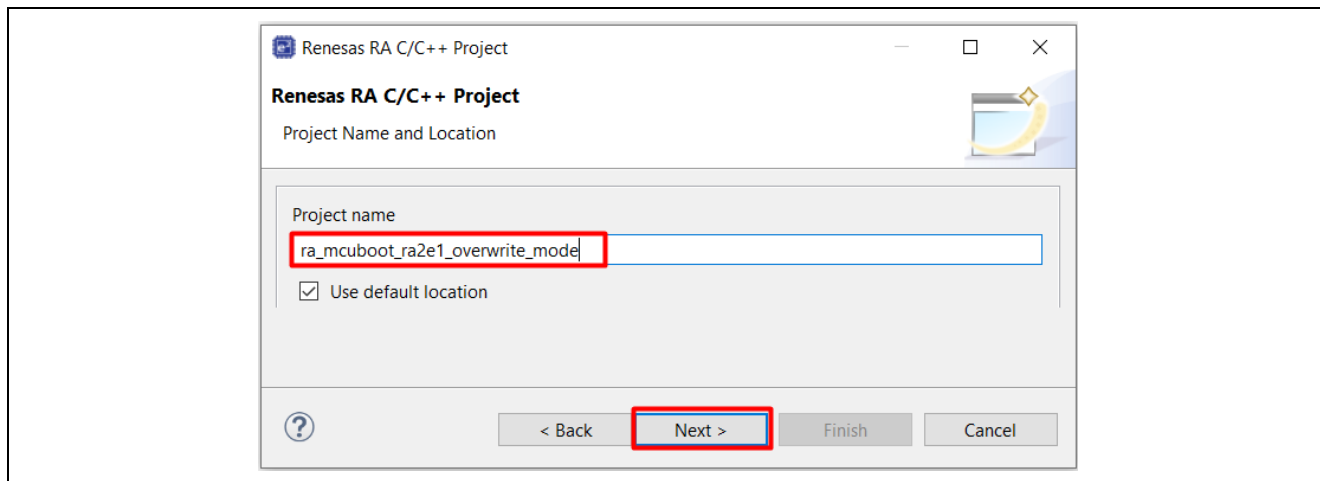 Renesas RA C/C++ Project
Renesas RA C/C++ Project
Project Name and Location
Project name
ra_mcuboot_ra2e1_overwrite_mode
Use default location
? < Back Next > Finish Cancel